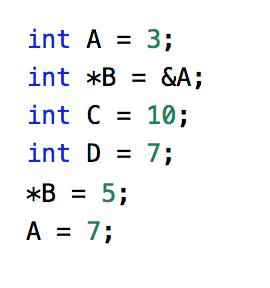 int A = 3;
int *B = &A;
int C = 10;
int D = 7;
*B = 5;
A = 7;